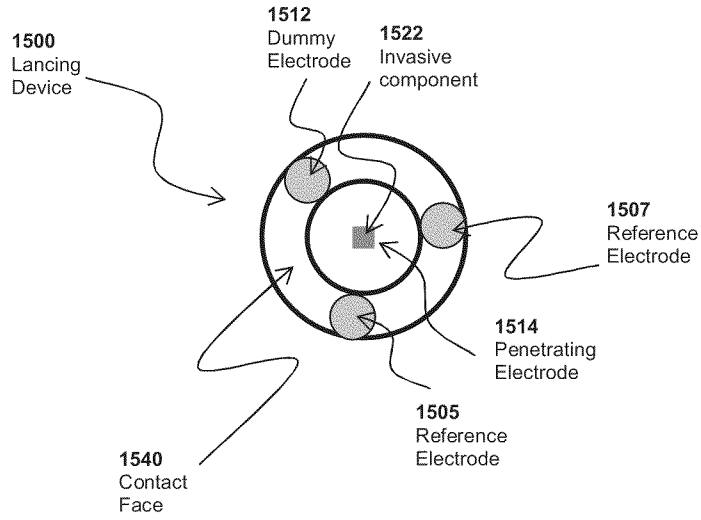 1512
Dummy
Electrode
1522
Invasive
component
1500
Lancing
Device
1507
Reference
Electrode
1514
Penetrating
Electrode
1505
Reference
Electrode
1540
Contact
Face